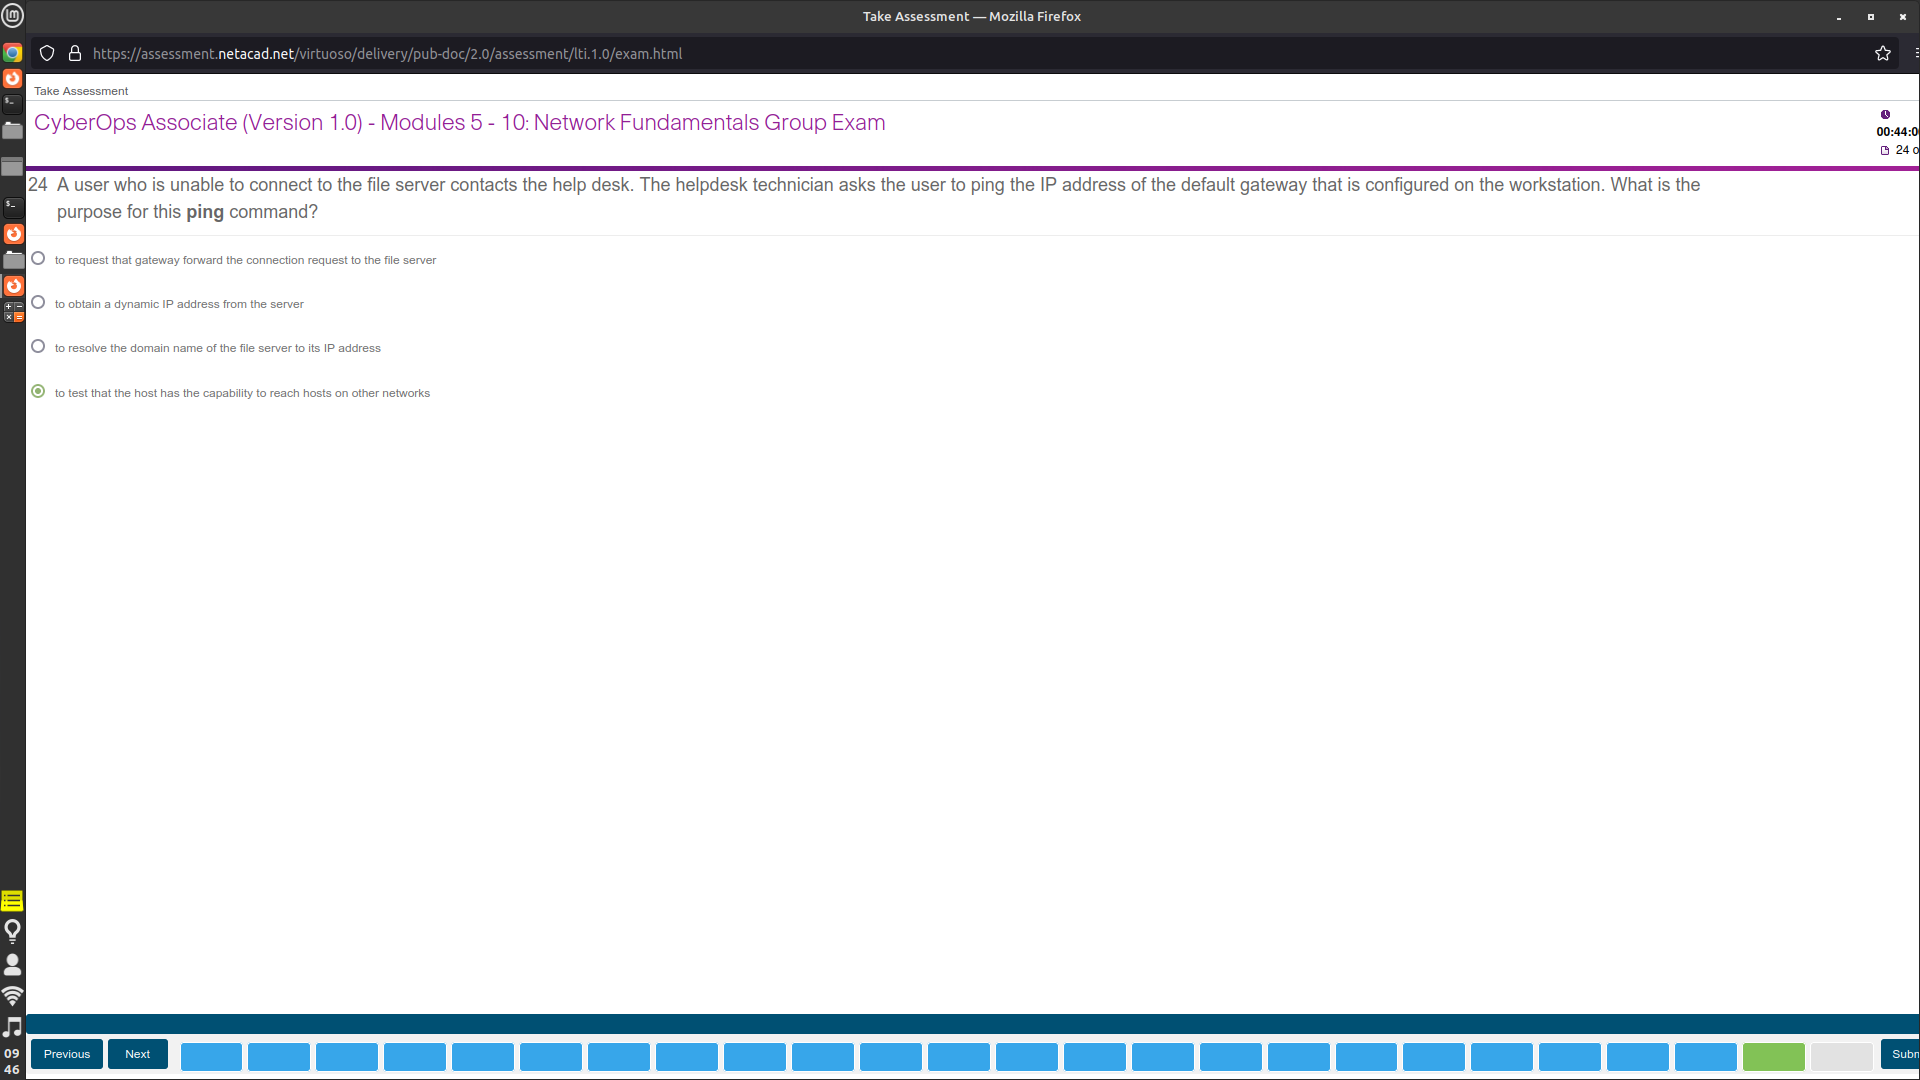 Take Assessment — Mozilla Firefox
https://assessment.netacad.net/virtuoso/delivery/pub-doc/2.0/assessment/lti.1.0/exam.html
Take Assessment
CyberOps Associate (Version 1.0) - Modules 5 - 10: Network Fundamentals Group Exam
00:44:0
24 o
24 A user who is unable to connect to the file server contacts the help desk. The helpdesk technician asks the user to ping the IP address of the default gateway that is configured on the workstation. What is the
purpose for this ping command?
to request that gateway forward the connection request to the file server
to obtain a dynamic IP address from the server
to resolve the domain name of the file server to its IP address
to test that the host has the capability to reach hosts on other networks
Previous
Next
Subm
09
46